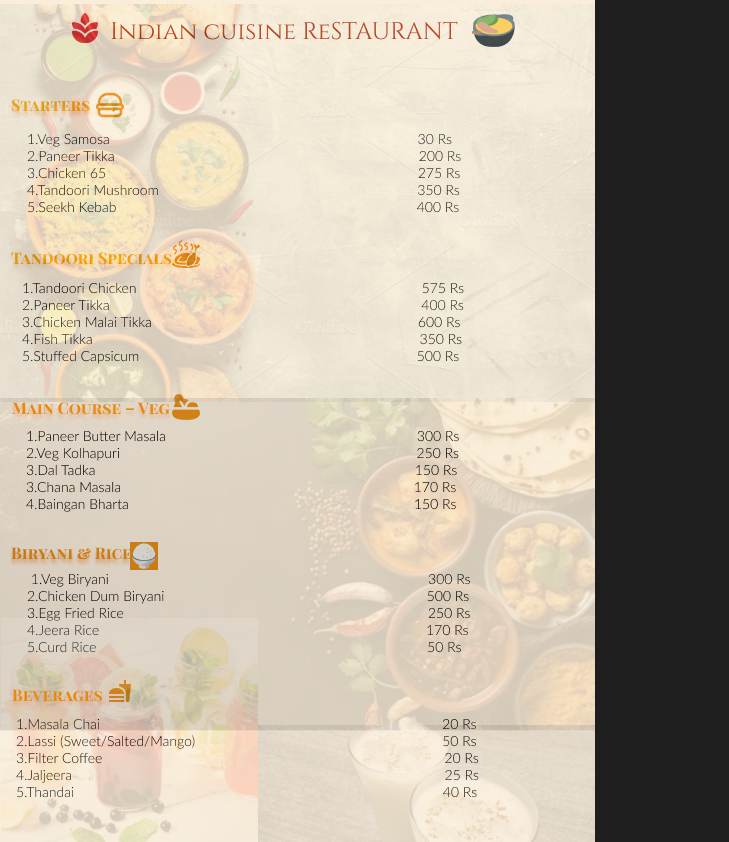 Indian cuisine RESTAURANT
Starters
1.Veg Samosa 30 Rs
2.Paneer Tikka 200 Rs
3.Chicken 65 275 Rs
4.Tandoori Mushroom 350 Rs
5.Seekh Kebab 400 Rs
Tandoori Specials
1.Tandoori Chicken 575 Rs
2.Paneer Tikka 400 Rs
3.Chicken Malai Tikka 600 Rs
4.Fish Tikka 350 Rs
5.Stuffed Capsicum 500 Rs
Main Course – Veg
1.Paneer Butter Masala 300 Rs
2.Veg Kolhapuri 250 Rs
3.Dal Tadka 150 Rs
3.Chana Masala 170 Rs
4.Baingan Bharta 150 Rs
Biryani & Rice
1.Veg Biryani 300 Rs
2.Chicken Dum Biryani 500 Rs
3.Egg Fried Rice 250 Rs
4.Jeera Rice 170 Rs
5.Curd Rice 50 Rs
Beverages
1.Masala Chai 20 Rs
2.Lassi (Sweet/Salted/Mango) 50 Rs
3.Filter Coffee 20 Rs
4.Jaljeera 25 Rs
5.Thandai 40 Rs